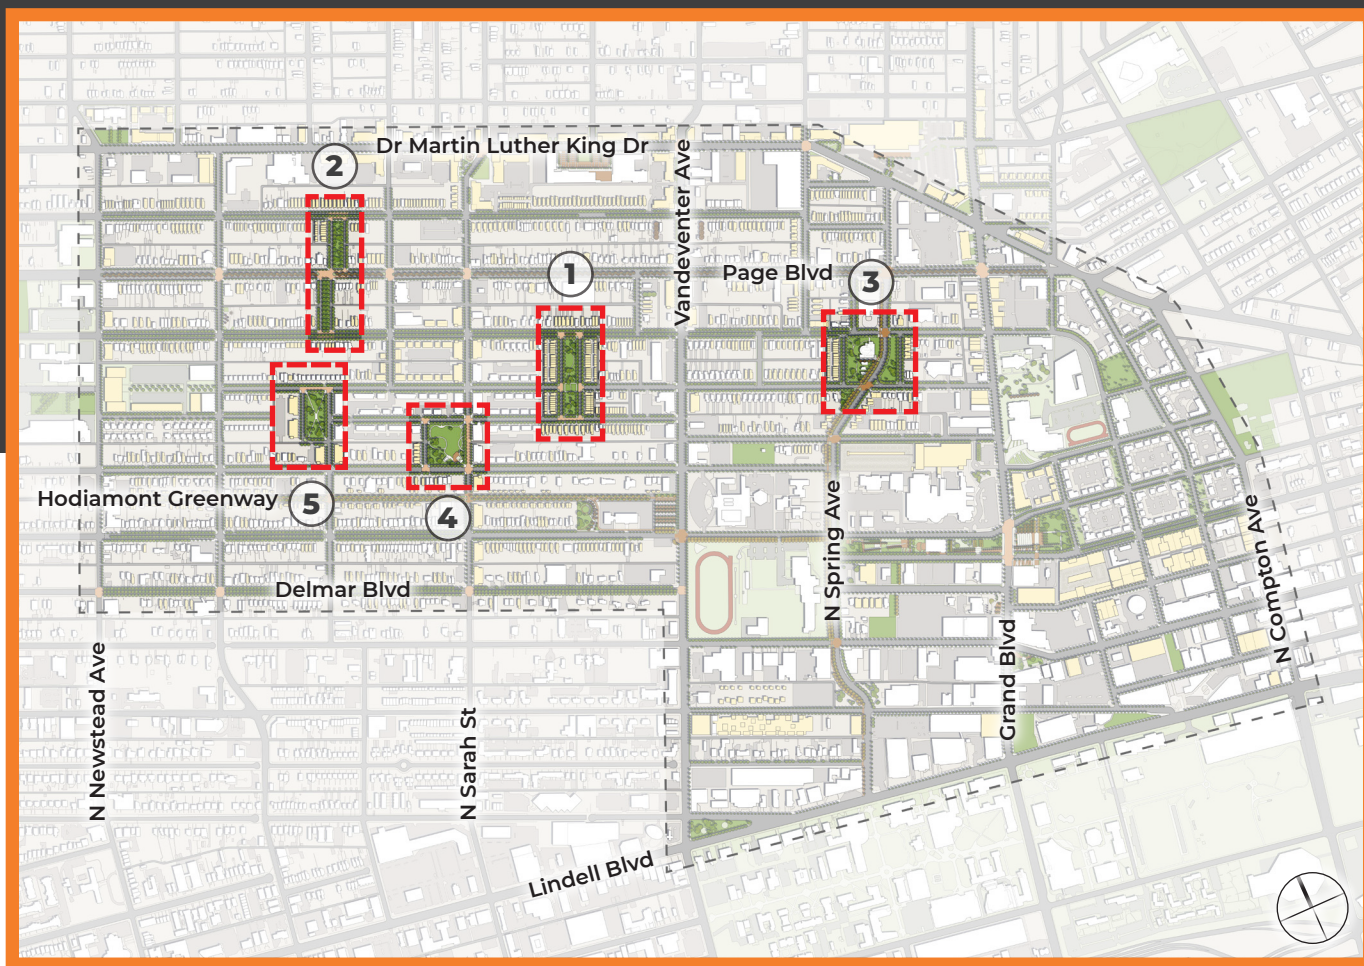 Dr Martin Luther King Dr
2
Vandeventer Ave
1
Page Blvd
3
Hodiamont Greenway
5
4
N Spring Ave
N Compton Ave
Delmar Blvd
N Newstead Ave
N Sarah St
Grand Blvd
Lindell Blvd